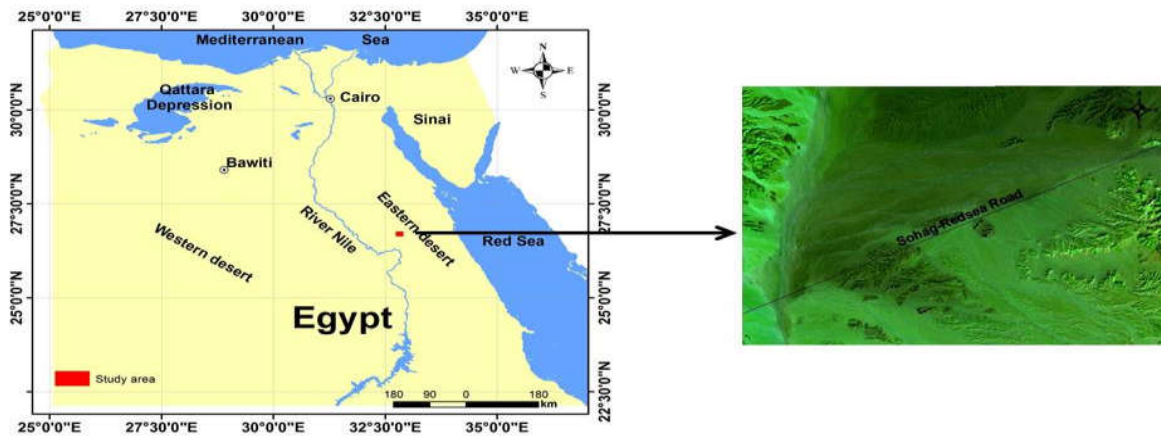 25°0'0"E 27°30'0"E 30°0'0"E 32°30'0"E 35°0'0"E
Mediterranean Sea
N
W E
S
Qattara
Depression
Cairo
Sinai
Bawiti
30°0'0"N
30°0'0"N
27°30'0"N
27°30'0"N
Western desert
River Nile
Eastern desert
Red Sea
Sohag-Redsea Road
25°0'0"N
25°0'0"N
Egypt
Study area
180 90 0 180
km
22°30'0"N
25°0'0"E 27°30'0"E 30°0'0"E 32°30'0"E 35°0'0"E